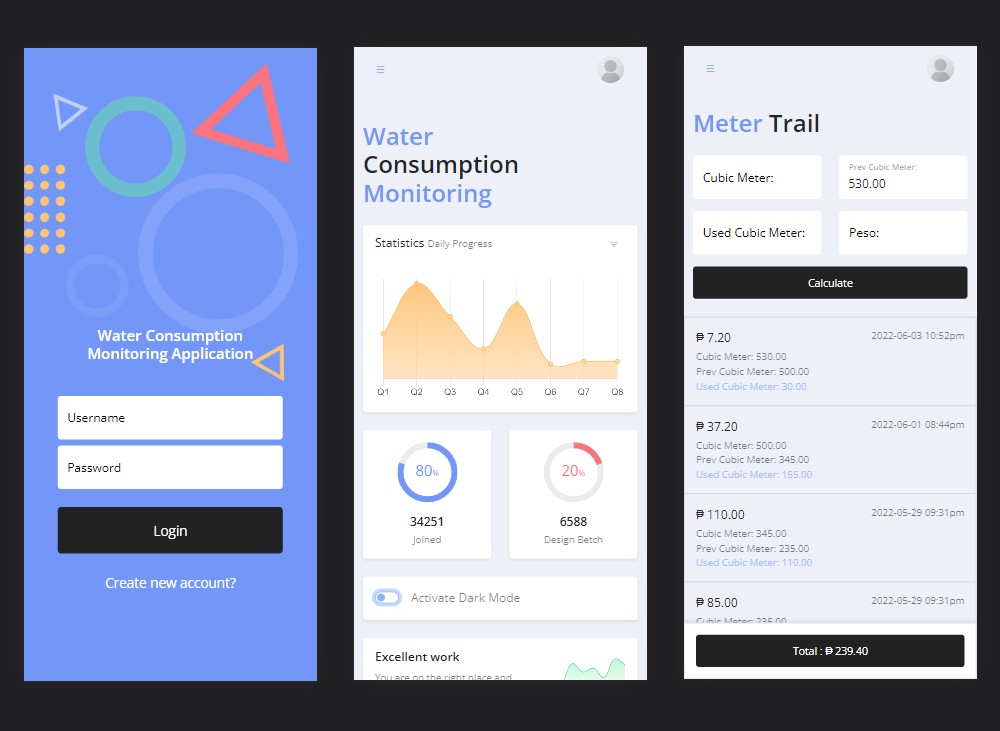 Water Consumption
Monitoring Application
Username
Password
Login
Create new account?
Water
Consumption
Monitoring
Statistics Daily Progress
Q1 Q2 Q3 Q4 Q5 Q6 Q7 Q8
80%
34251
Joined
20%
6588
Design Betch
Activate Dark Mode
Excellent work
You are on the right place and
Meter Trail
Cubic Meter:
Prev Cubic Meter:
530.00
Used Cubic Meter:
Peso:
Calculate
₱ 7.20 2022-06-03 10:52pm
Cubic Meter: 530.00
Prev Cubic Meter: 500.00
Used Cubic Meter: 30.00
₱ 37.20 2022-06-01 08:44pm
Cubic Meter: 500.00
Prev Cubic Meter: 345.00
Used Cubic Meter: 155.00
₱ 110.00 2022-05-29 09:31pm
Cubic Meter: 345.00
Prev Cubic Meter: 235.00
Used Cubic Meter: 110.00
₱ 85.00 2022-05-29 09:31pm
Cubic Meter: 235.00
Total : ₱ 239.40